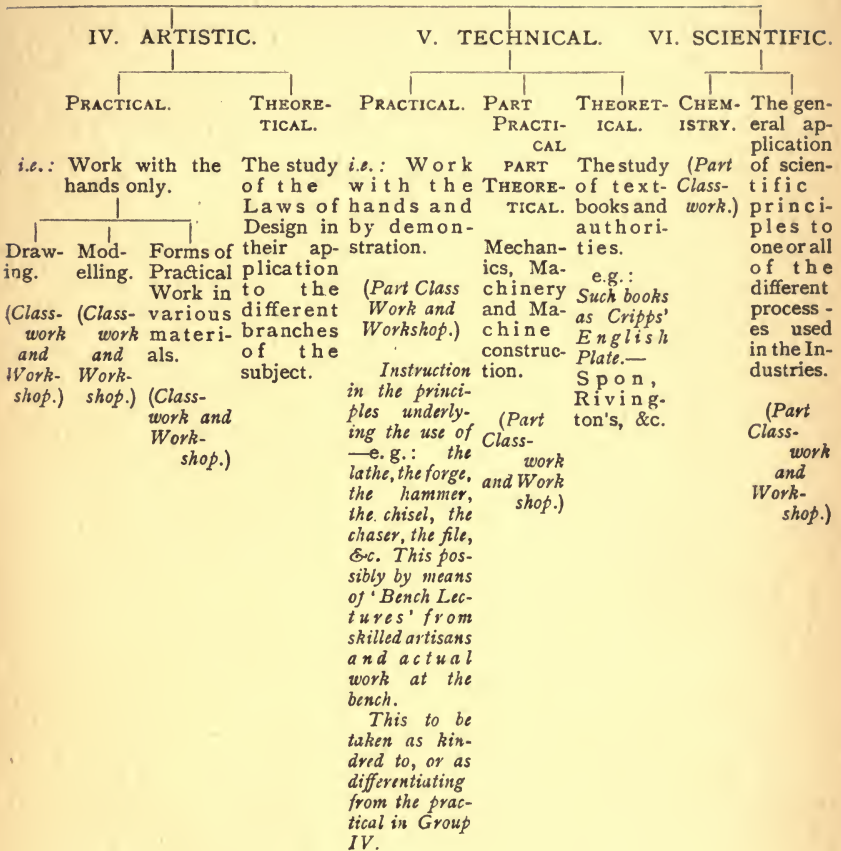 IV. ARTISTIC.
V. TECHNICAL.
VI. SCIENTIFIC.
PRACTICAL.
i.e.: Work with the
hands only.
Draw-
ing.
(Class-
work
and
Work-
shop.)
Mod-
elling.
(Class-
work
and
Work-
shop.)
Forms of
Practical
Work in
various
materi-
als.
(Class-
work and
Work-
shop.)
THEORE-
TICAL.
The study
of the
Laws of
Design in
their ap-
plication
to the
different
branches
of the
subject.
PRACTICAL.
i.e.: Work
with the
hands and
by demon-
stration.
(Part Class
Work and
Workshop.)
Instruction
in the princi-
ples underly-
ing the use of
—e.g.: the
lathe, the forge,
the hammer,
the chisel, the
chaser, the file,
&c. This pos-
sibly by means
of 'Bench Lec-
tures' from
skilled artisans
and actual
work at the
bench.
This to be
taken as kin-
dred to, or as
differentiating
from the prac-
tical in Group
IV.
PART
PRACTI-
CAL
PART
THEORE-
TICAL.
Mechan-
ics, Ma-
chinery
and Ma-
chine
construc-
tion.
(Part
Class-
work
and Work
shop.)
THEORET-
ICAL.
The study
of text-
books and
authori-
ties.
e.g.:
Such books
as Cripps'
English
Plate.—
Spon,
Riving-
ton's, &c.
CHEM-
ISTRY.
(Part
Class-
work.)
The gen-
eral ap-
plication
of scien-
tific
princi-
ples to
one or all
of the
different
process-
es used
in the In-
dustries.
(Part
Class-
work
and
Work-
shop.)